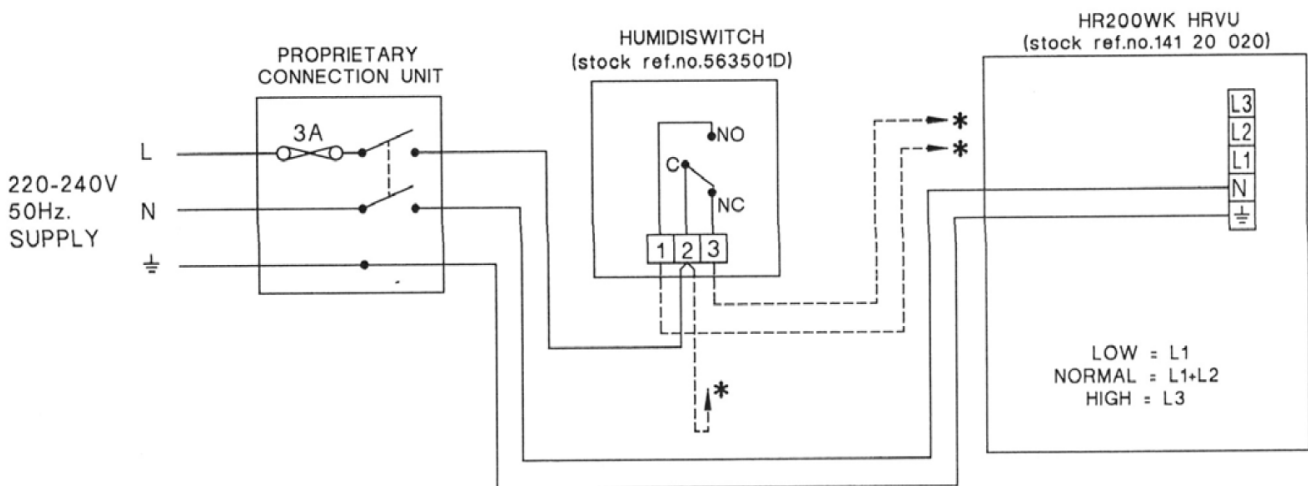 PROPRIETARY
CONNECTION UNIT
HUMIDISWITCH
(stock ref.no.563501D)
HR200WK HRVU
(stock ref.no.141 20 020)
220-240V
50Hz.
SUPPLY
L
N
3A
NO
C
NC
1 2 3
*
*
*
L3
L2
L1
N
LOW = L1
NORMAL = L1+L2
HIGH = L3